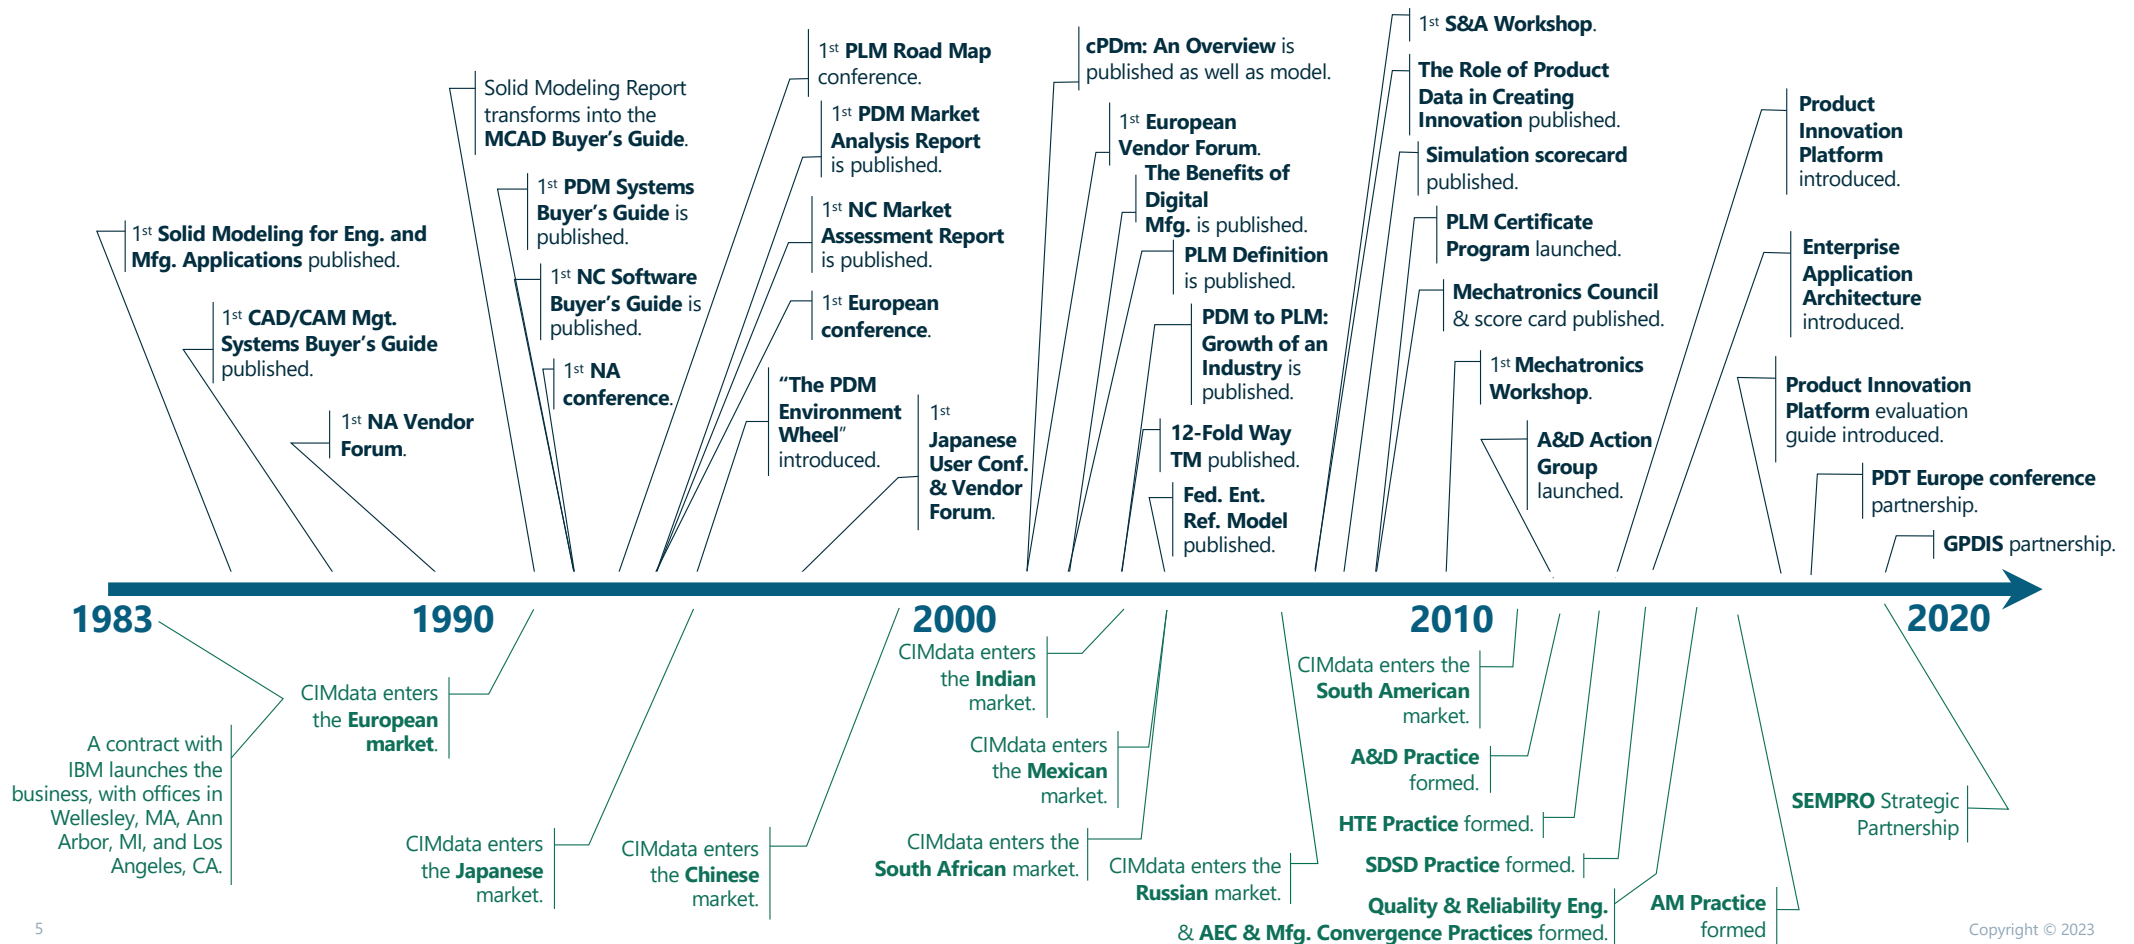 1st Solid Modeling for Eng. and
Mfg. Applications published.
1st CAD/CAM Mgt.
Systems Buyer’s Guide
published.
1st NA Vendor
Forum.
Solid Modeling Report
transforms into the
MCAD Buyer’s Guide.
1st PDM Systems
Buyer’s Guide is
published.
1st NC Software
Buyer’s Guide is
published.
1st NA
conference.
1st PLM Road Map
conference.
1st PDM Market
Analysis Report
is published.
1st NC Market
Assessment Report
is published.
1st European
conference.
“The PDM
Environment
Wheel”
introduced.
1st
Japanese
User Conf.
& Vendor
Forum.
cPDm: An Overview is
published as well as model.
1st European
Vendor Forum.
The Benefits of
Digital
Mfg. is published.
PLM Definition
is published.
PDM to PLM:
Growth of an
Industry is
published.
12-Fold Way
TM published.
Fed. Ent.
Ref. Model
published.
1st S&A Workshop.
The Role of Product
Data in Creating
Innovation published.
Simulation scorecard
published.
PLM Certificate
Program launched.
Mechatronics Council
& score card published.
1st Mechatronics
Workshop.
A&D Action
Group
launched.
Product
Innovation
Platform
introduced.
Enterprise
Application
Architecture
introduced.
Product Innovation
Platform evaluation
guide introduced.
PDT Europe conference
partnership.
GPDIS partnership.
1983
1990
2000
2010
2020
A contract with
IBM launches the
business, with offices in
Wellesley, MA, Ann
Arbor, MI, and Los
Angeles, CA.
CIMdata enters
the European
market.
CIMdata enters
the Japanese
market.
CIMdata enters
the Chinese
market.
CIMdata enters
the Indian
market.
CIMdata enters
the Mexican
market.
CIMdata enters the
South African market.
CIMdata enters the
Russian market.
CIMdata enters the
South American
market.
A&D Practice
formed.
HTE Practice formed.
SDSD Practice formed.
Quality & Reliability Eng.
& AEC & Mfg. Convergence Practices formed.
AM Practice
formed
SEMPRO Strategic
Partnership
5
Copyright © 2023